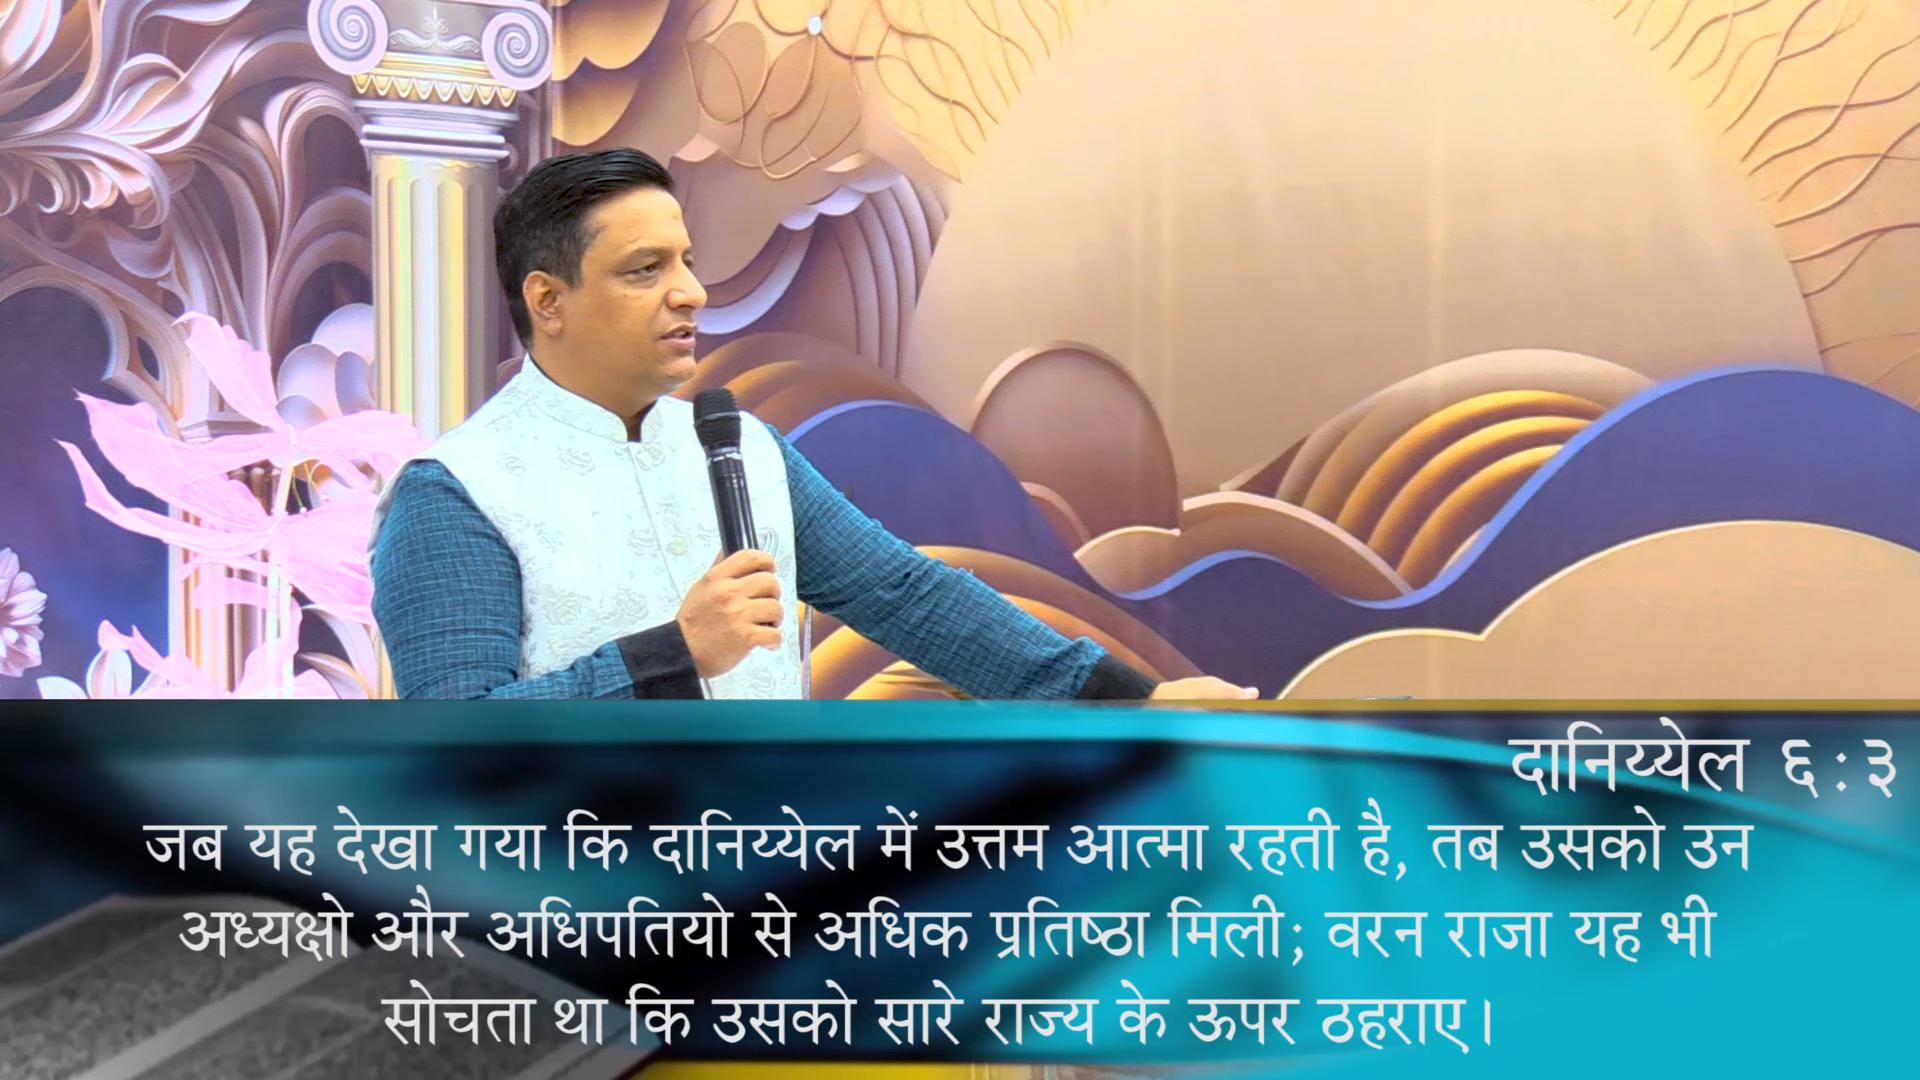 दानिय्येल ६:३
जब यह देखा गया कि दानिय्येल में उत्तम आत्मा रहती है, तब उसको उन
अध्यक्षो और अधिपतियो से अधिक प्रतिष्ठा मिली; वरन राजा यह भी
सोचता था कि उसको सारे राज्य के ऊपर ठहराए।